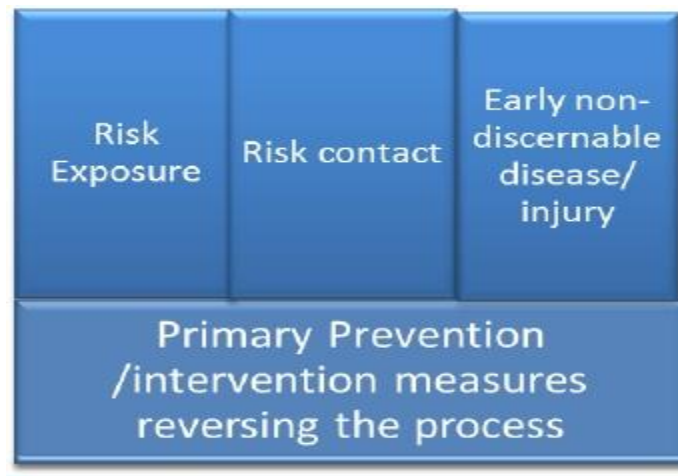 Risk
Exposure
Risk contact
Early non-
discernable
disease/
injury
Primary Prevention
/intervention measures
reversing the process